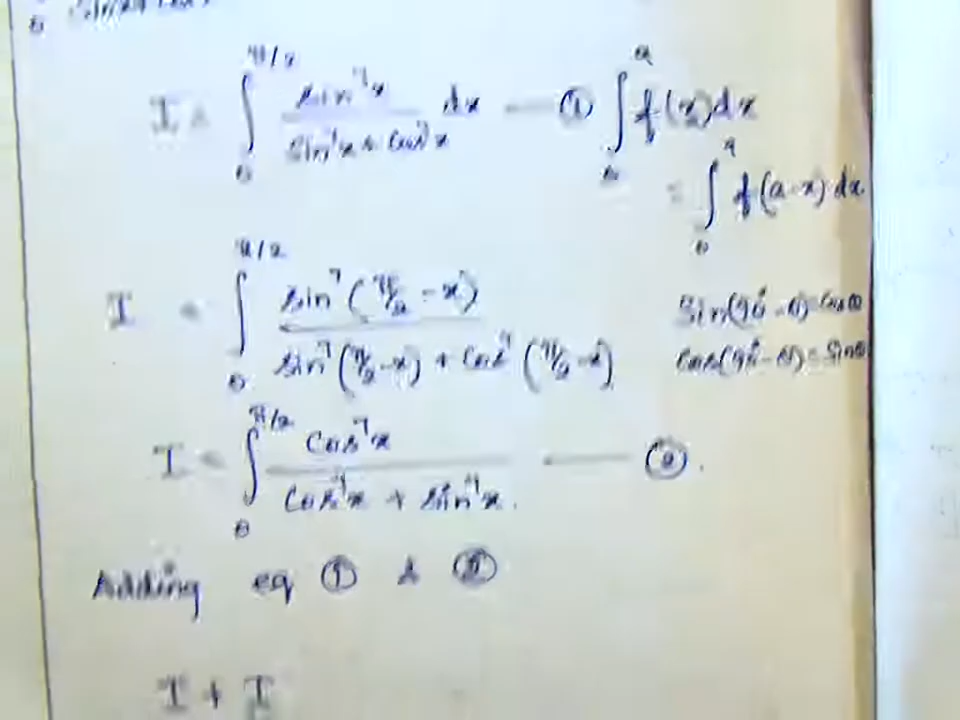 I = ∫₀^{π/2} sin⁷x / (sin⁷x + cos⁷x) dx —— ① ∫₀^a f(x)dx
= ∫₀^a f(a-x) dx
I = ∫₀^{π/2} sin⁷(π/2 - x) / (sin⁷(π/2 - x) + cos⁷(π/2 - x))
Sin(90° - θ) = cosθ
Cos(90° - θ) = Sinθ
I = ∫₀^{π/2} Cos⁷x / (Cos⁷x + sin⁷x) —— ②.
Adding eq ① & ②
I + I